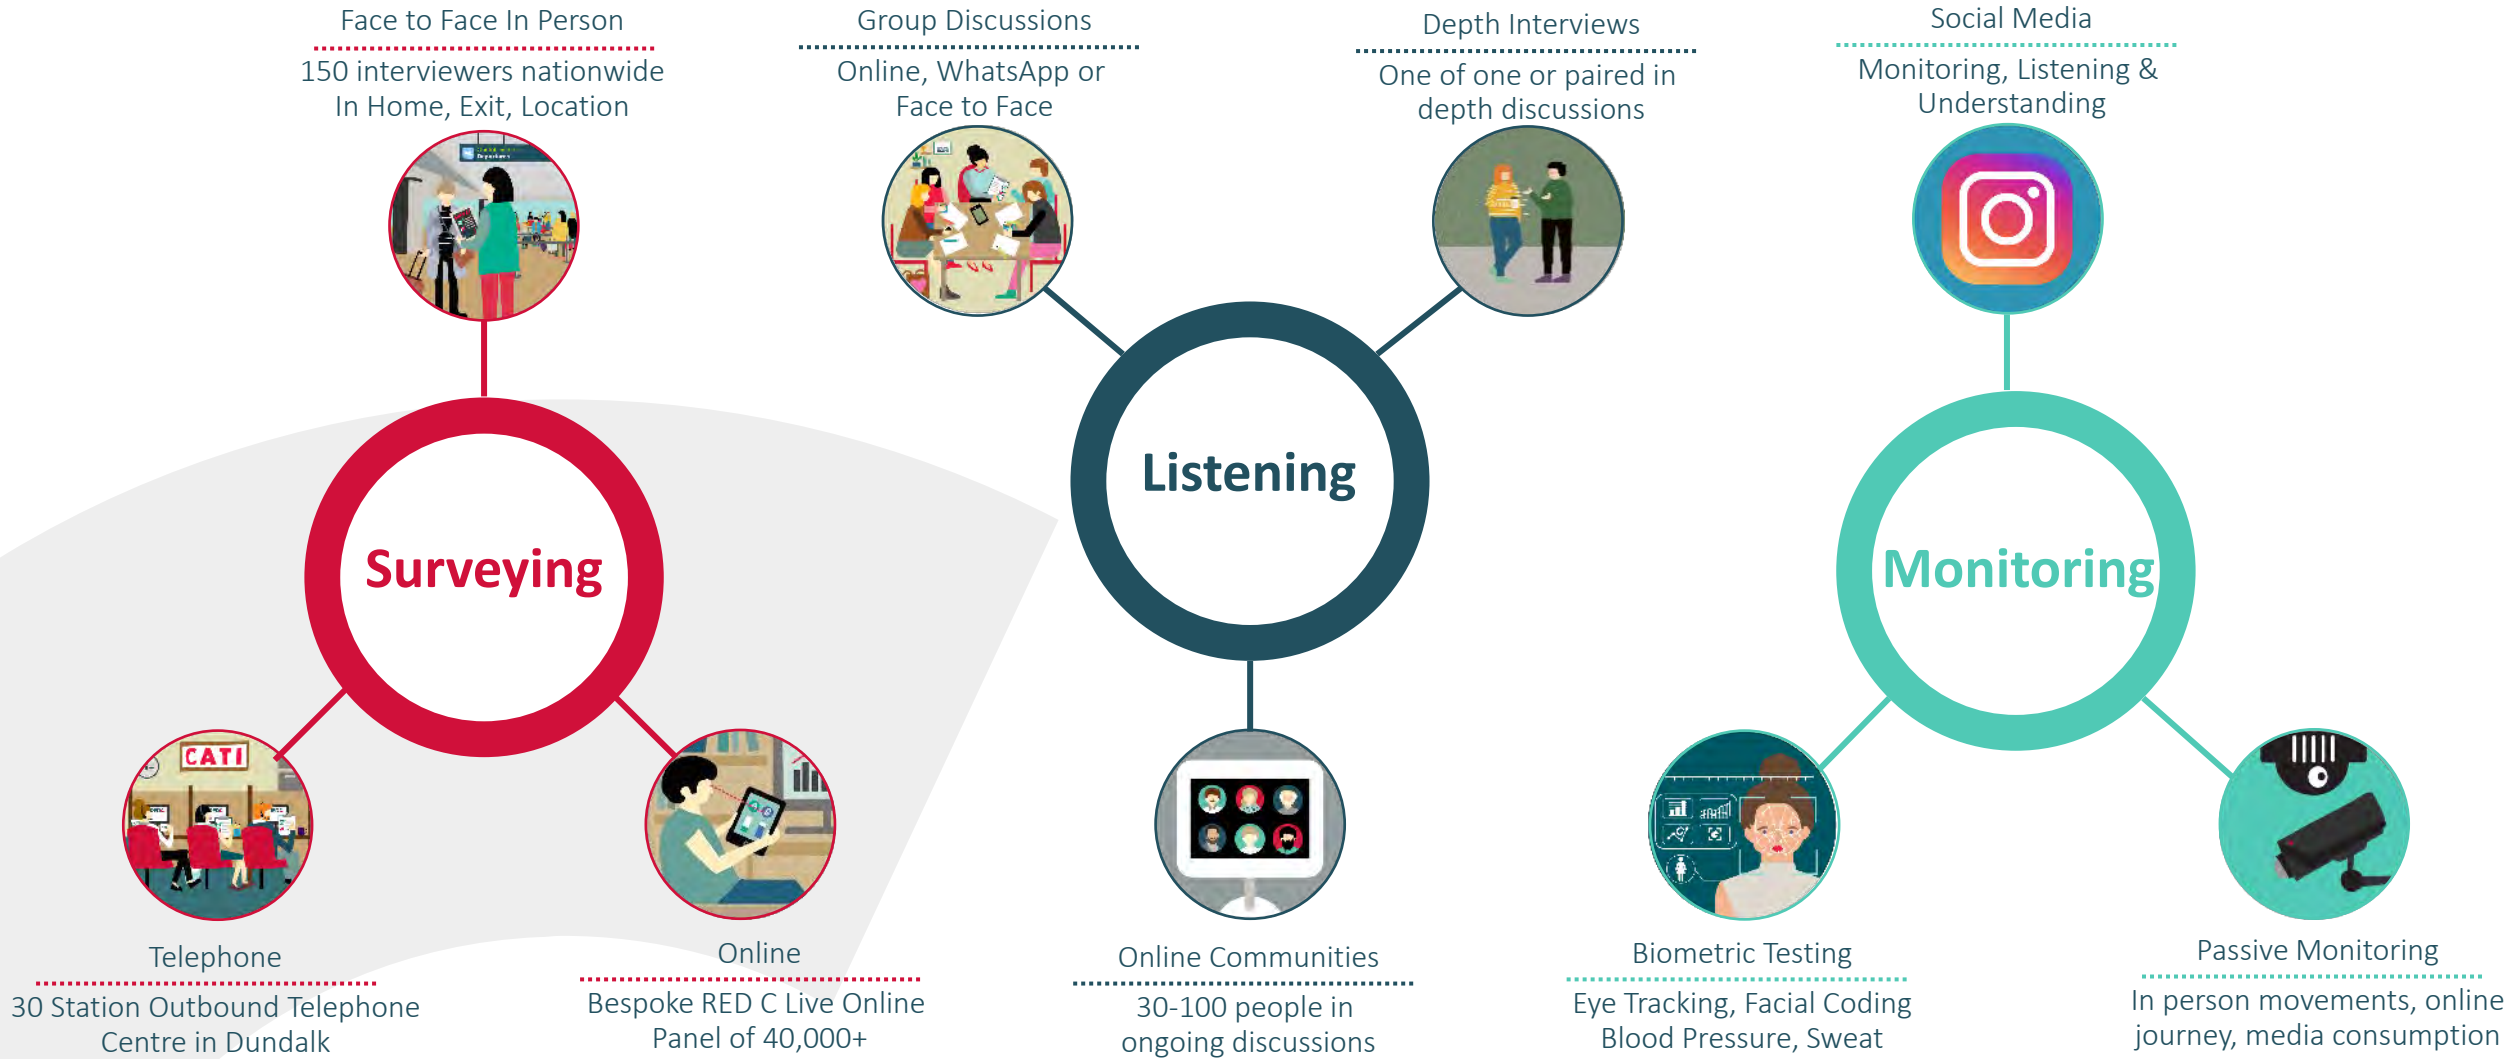 Face to Face In Person
150 interviewers nationwide
In Home, Exit, Location
Group Discussions
Online, WhatsApp or
Face to Face
Depth Interviews
One of one or paired in
depth discussions
Social Media
Monitoring, Listening &
Understanding
Departures
Surveying
Listening
Monitoring
CATI
Telephone
30 Station Outbound Telephone
Centre in Dundalk
Online
Bespoke RED C Live Online
Panel of 40,000+
Online Communities
30-100 people in
ongoing discussions
Biometric Testing
Eye Tracking, Facial Coding
Blood Pressure, Sweat
Passive Monitoring
In person movements, online
journey, media consumption